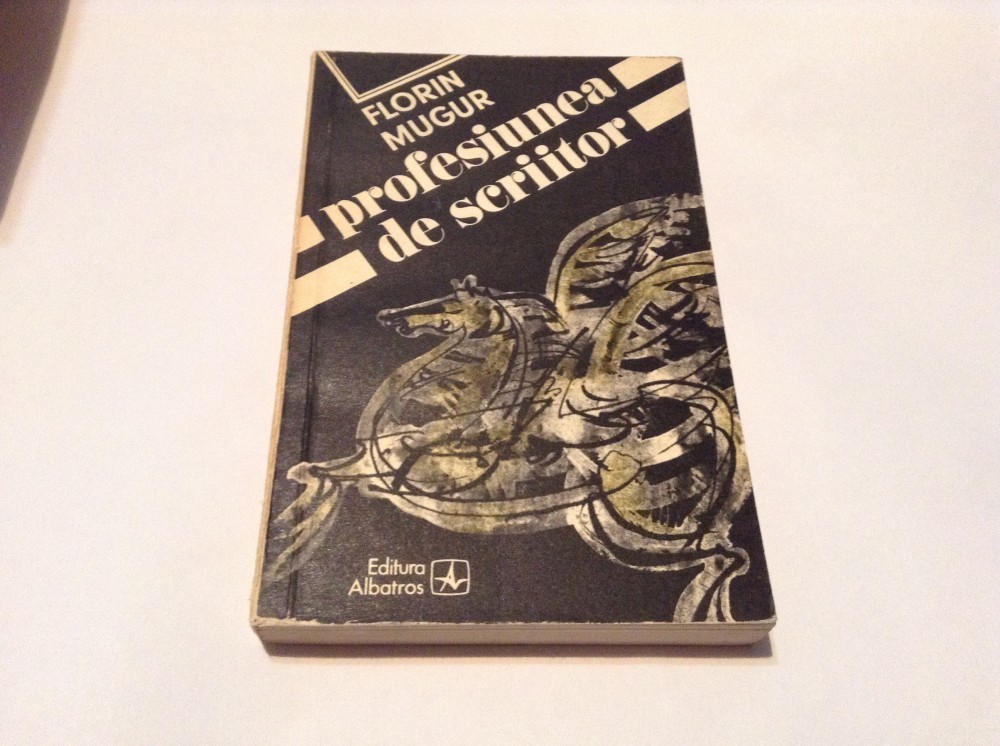 FLORIN
MUGUR
profesiunea
de scriitor
Editura
Albatros